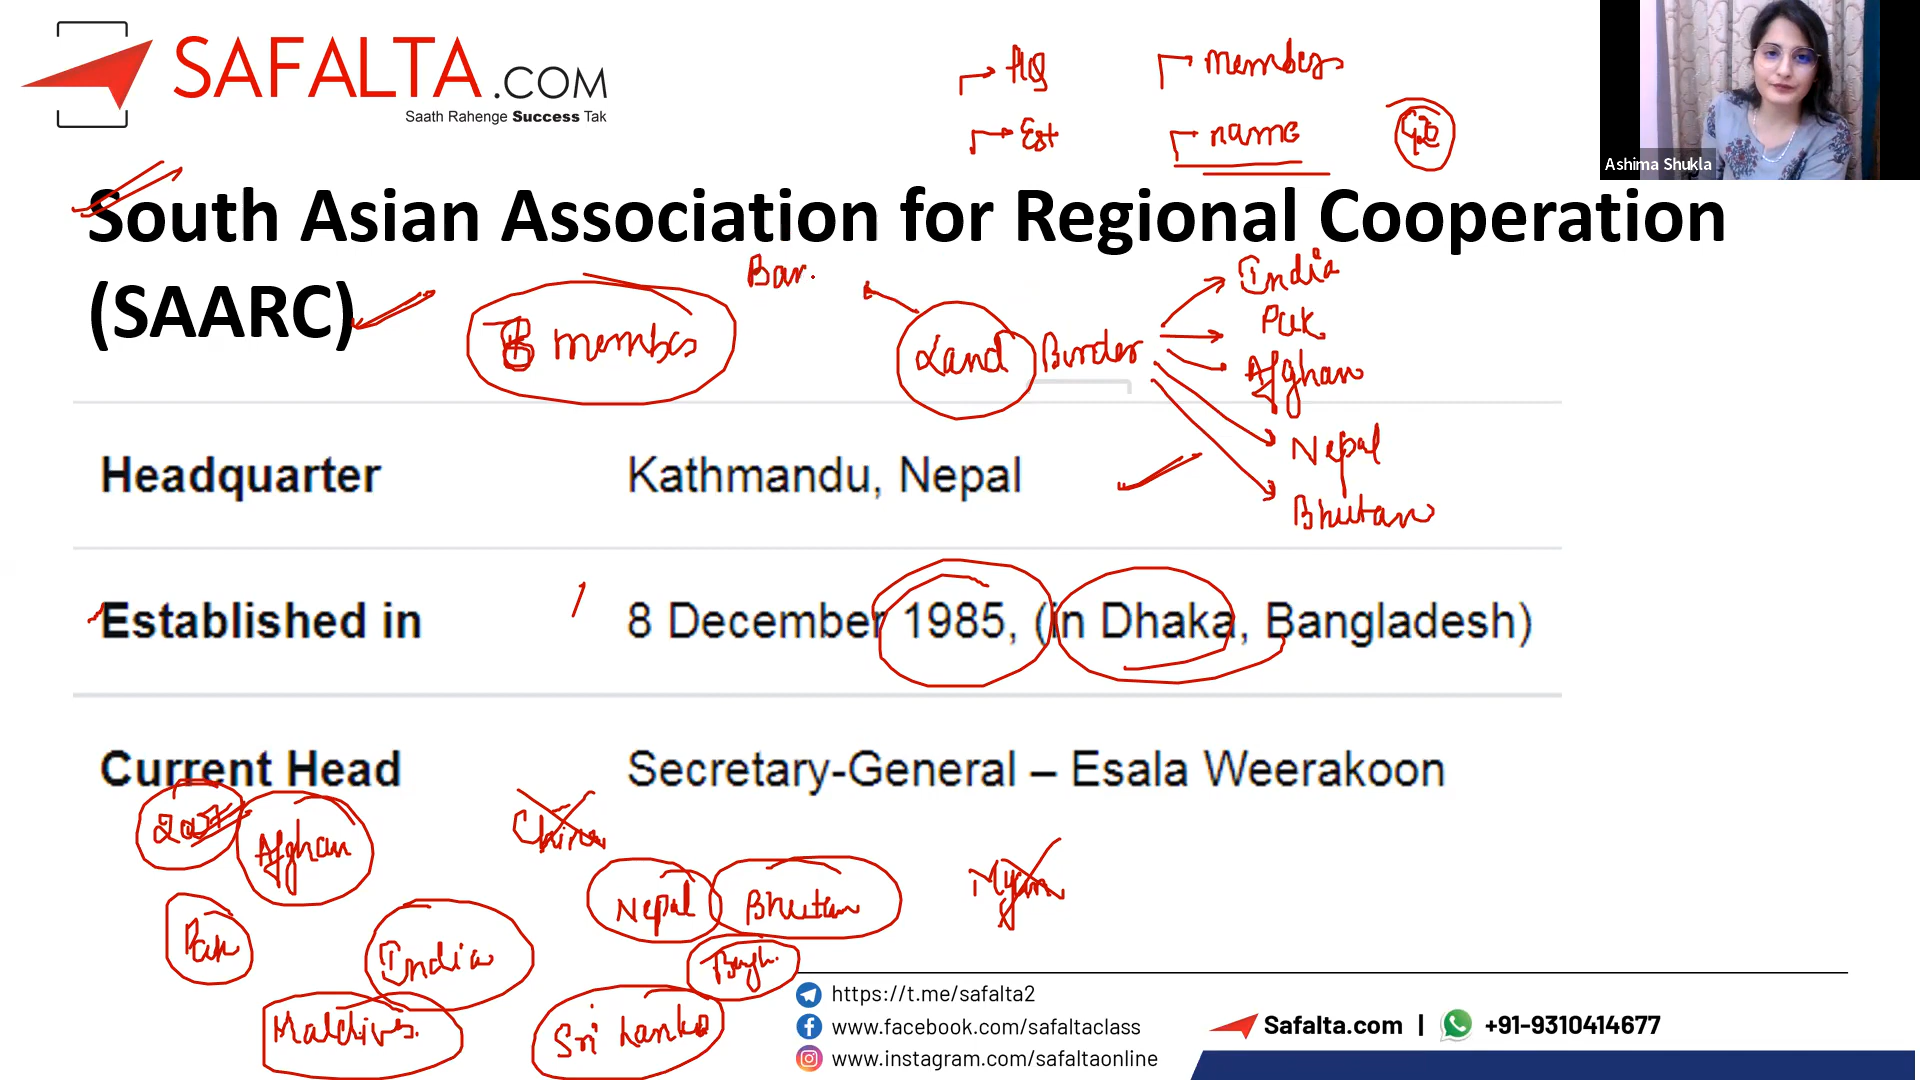 SAFALTA.COM
Saath Rahenge Success Tak
HQ
Est
members
name
Ashima Shukla
South Asian Association for Regional Cooperation
(SAARC)
8 members
Bar.
Land Border
India
Pak
Afghan
Nepal
Bhutan
Headquarter Kathmandu, Nepal
Established in 8 December 1985, (in Dhaka, Bangladesh)
Current Head Secretary-General – Esala Weerakoon
Afghan
China
Nepal
Bhutan
Myan
Pak
India
Maldives.
Sri Lanka
https://t.me/safalta2
www.facebook.com/safaltaclass
www.instagram.com/safaltaonline
Safalta.com | +91-9310414677